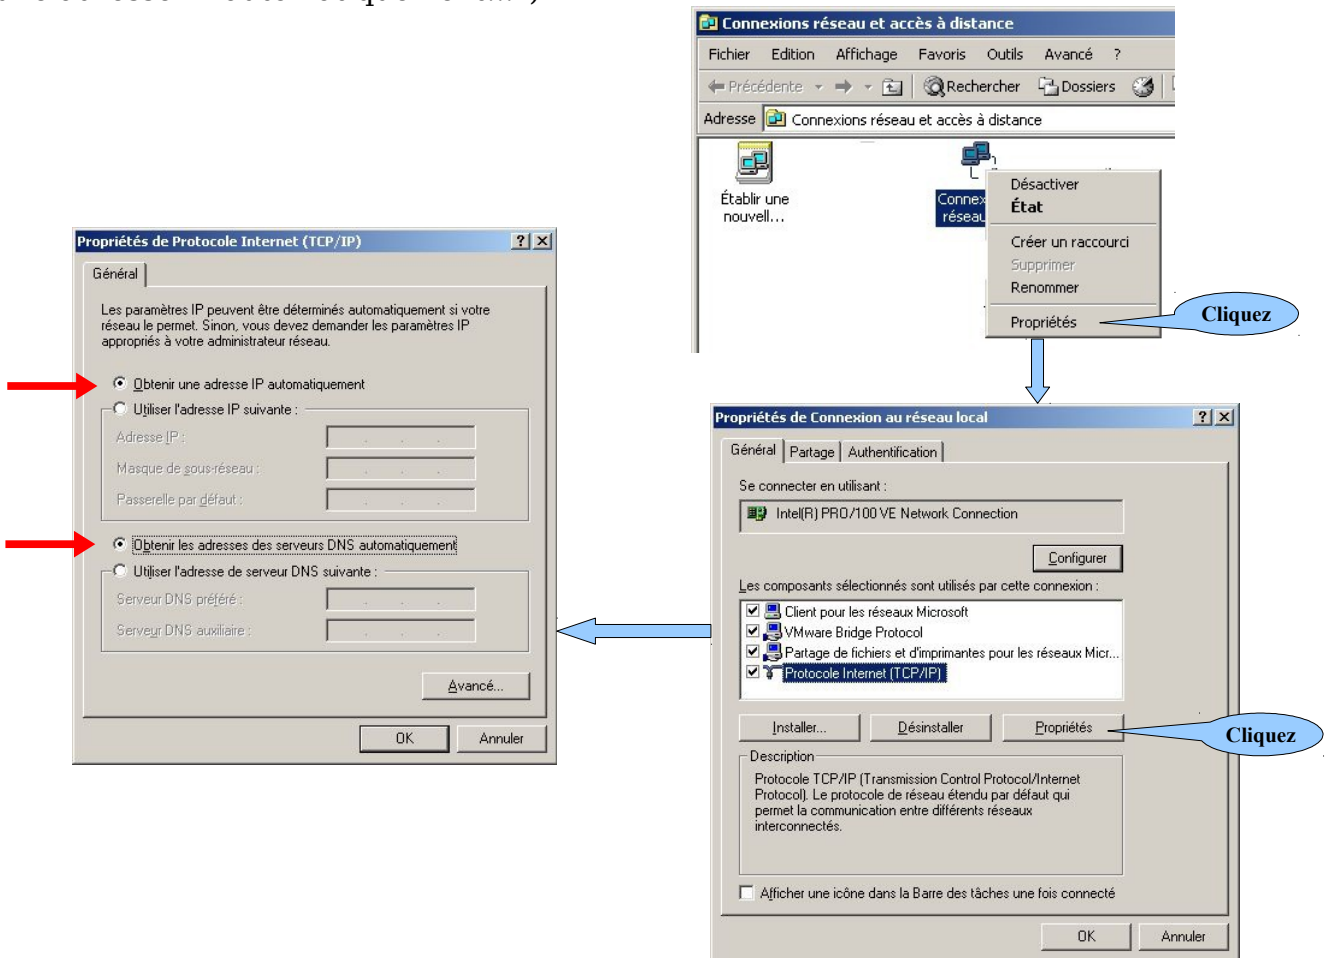 Connexions réseau et accès à distance
Fichier Edition Affichage Favoris Outils Avancé ?
Précédente Rechercher Dossiers
Adresse Connexions réseau et accès à distance
Établir une
nouvell...
Connex
réseau
Désactiver
État
Créer un raccourci
Supprimer
Renommer
Propriétés
Cliquez
Propriétés de Protocole Internet (TCP/IP)
Général
Les paramètres IP peuvent être déterminés automatiquement si votre
réseau le permet. Sinon, vous devez demander les paramètres IP
appropriés à votre administrateur réseau.
Obtenir une adresse IP automatiquement
Utiliser l'adresse IP suivante :
Adresse IP :
Masque de sous-réseau :
Passerelle par défaut :
Obtenir les adresses des serveurs DNS automatiquement
Utiliser l'adresse de serveur DNS suivante :
Serveur DNS préféré :
Serveur DNS auxiliaire :
Avancé...
OK Annuler
Propriétés de Connexion au réseau local
Général Partage Authentification
Se connecter en utilisant :
Intel(R) PRO/100 VE Network Connection
Configurer
Les composants sélectionnés sont utilisés par cette connexion :
Client pour les réseaux Microsoft
VMware Bridge Protocol
Partage de fichiers et d'imprimantes pour les réseaux Micr...
Protocole Internet (TCP/IP)
Installer... Désinstaller Propriétés
Cliquez
Description
Protocole TCP/IP (Transmission Control Protocol/Internet
Protocol). Le protocole de réseau étendu par défaut qui
permet la communication entre différents réseaux
interconnectés.
Afficher une icône dans la Barre des tâches une fois connecté
OK Annuler